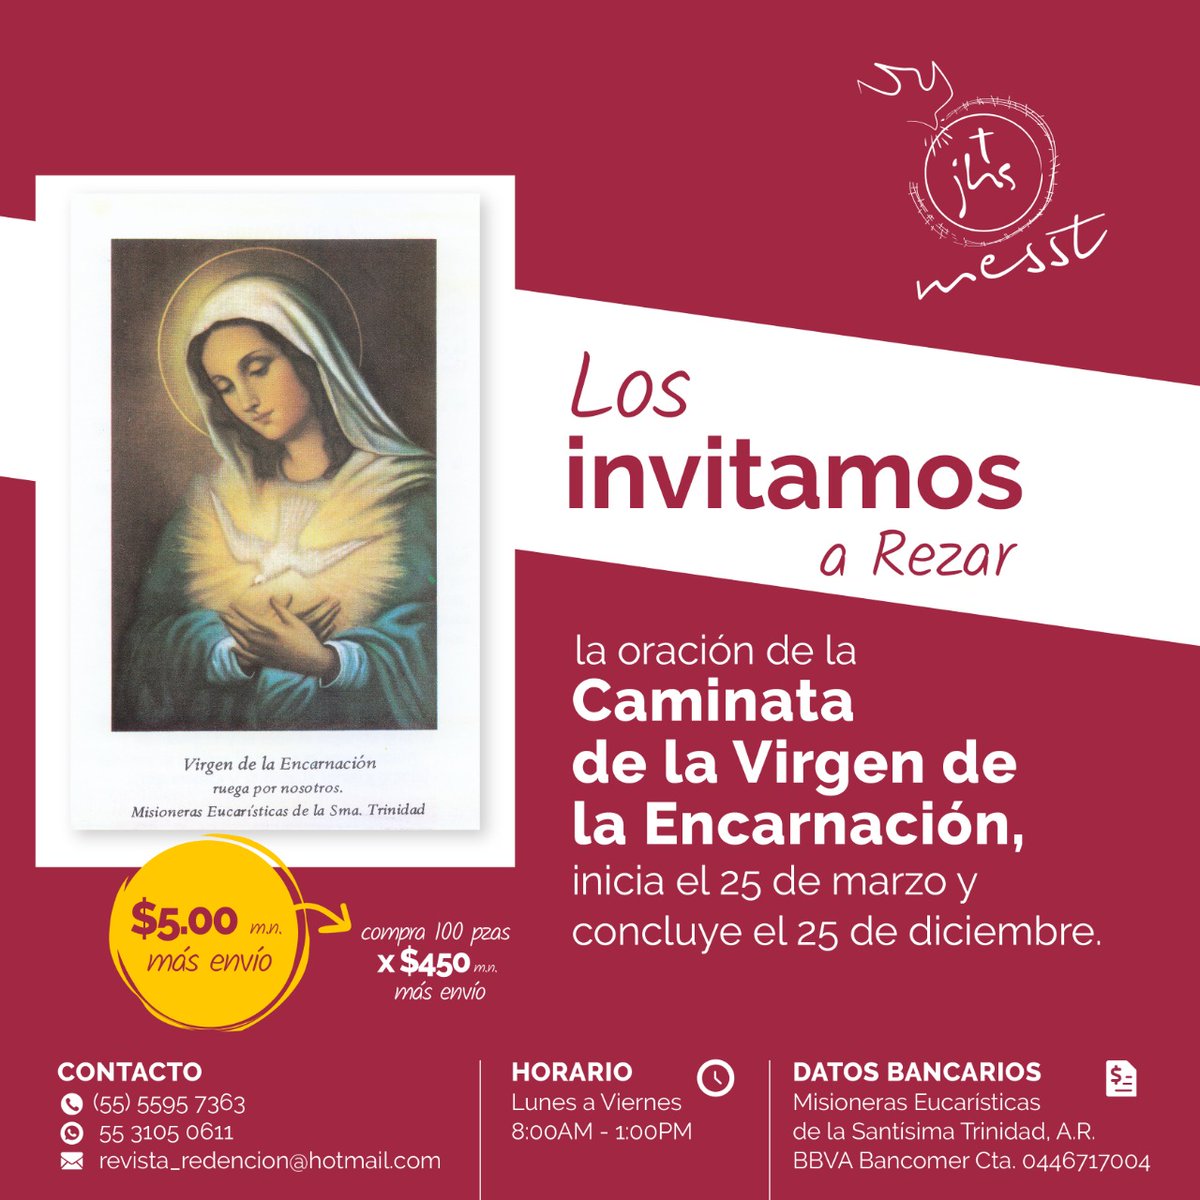 jhs
messt
Los
invitamos
a Rezar
la oración de la
Caminata
de la Virgen de
la Encarnación,
inicia el 25 de marzo y
concluye el 25 de diciembre.
Virgen de la Encarnación
ruega por nosotros.
Misioneras Eucarísticas de la Sma. Trinidad
$5.00 m.n.
más envío
compra 100 pzas
x $450 m.n.
más envío
CONTACTO
(55) 5595 7363
55 3105 0611
revista_redencion@hotmail.com
HORARIO
Lunes a Viernes
8:00AM - 1:00PM
DATOS BANCARIOS
Misioneras Eucarísticas
de la Santísima Trinidad, A.R.
BBVA Bancomer Cta. 0446717004